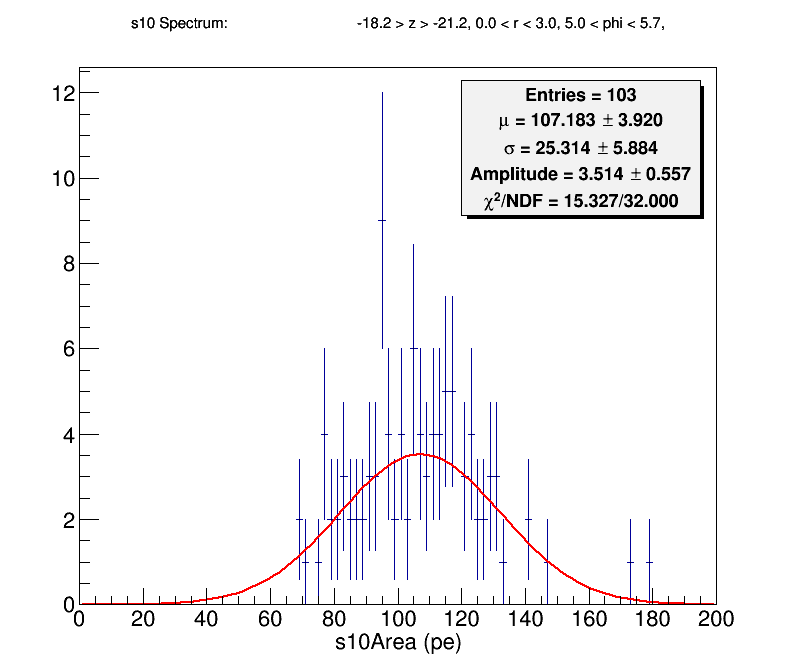 s10 Spectrum: -18.2 > z > -21.2, 0.0 < r < 3.0, 5.0 < phi < 5.7,
Entries = 103
μ = 107.183 ± 3.920
σ = 25.314 ± 5.884
Amplitude = 3.514 ± 0.557
χ²/NDF = 15.327/32.000
12
10
8
6
4
2
0
0 20 40 60 80 100 120 140 160 180 200
s10Area (pe)